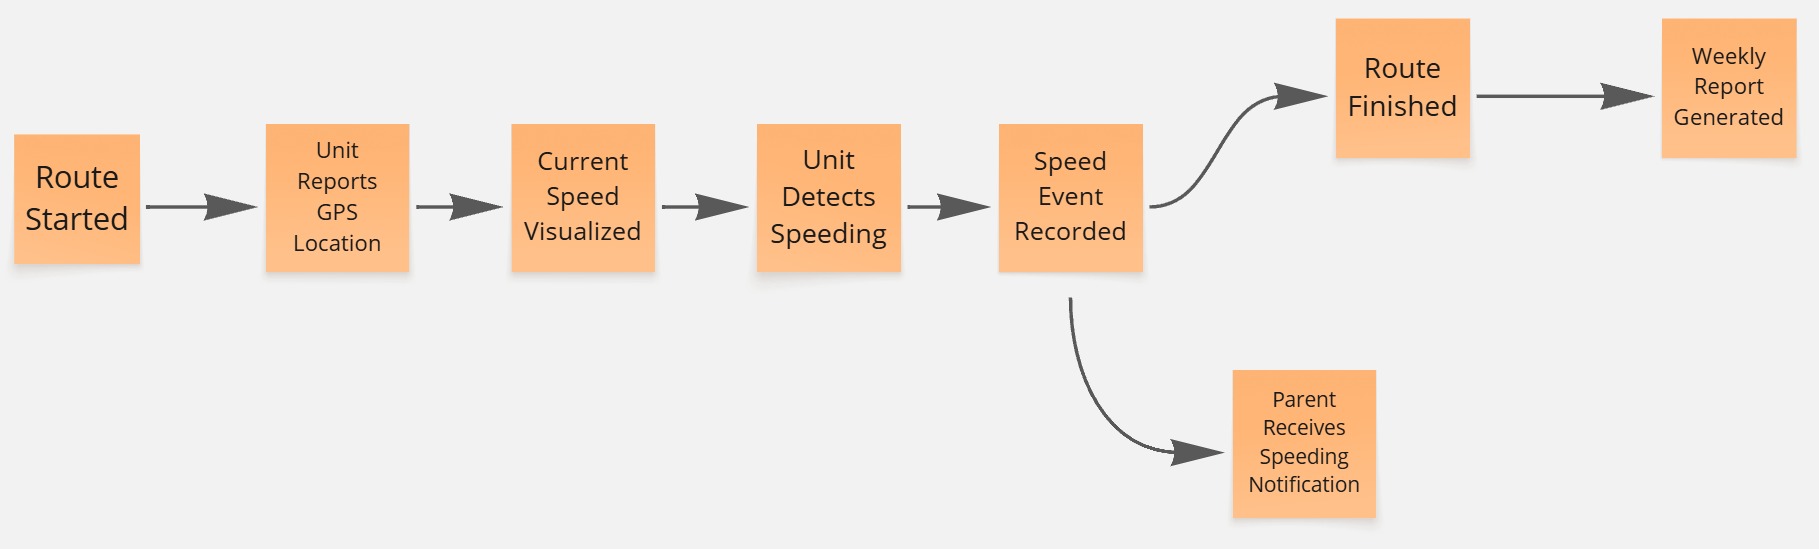 Route
Started
Unit
Reports
GPS
Location
Current
Speed
Visualized
Unit
Detects
Speeding
Speed
Event
Recorded
Route
Finished
Weekly
Report
Generated
Parent
Receives
Speeding
Notification